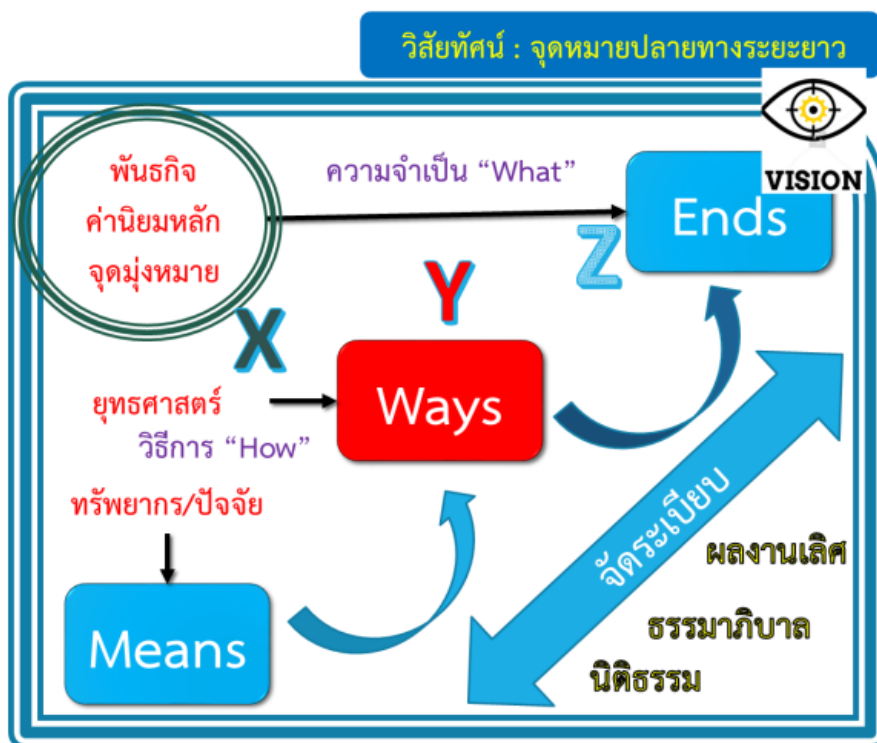 วิสัยทัศน์ : จุดหมายปลายทางระยะยาว
VISION
พันธกิจ
ค่านิยมหลัก
จุดมุ่งหมาย
ความจำเป็น “What”
Ends
Z
Y
X
Ways
ยุทธศาสตร์
วิธีการ “How”
ทรัพยากร/ปัจจัย
Means
จัดระเบียบ
ผลงานเลิศ
ธรรมาภิบาล
นิติธรรม